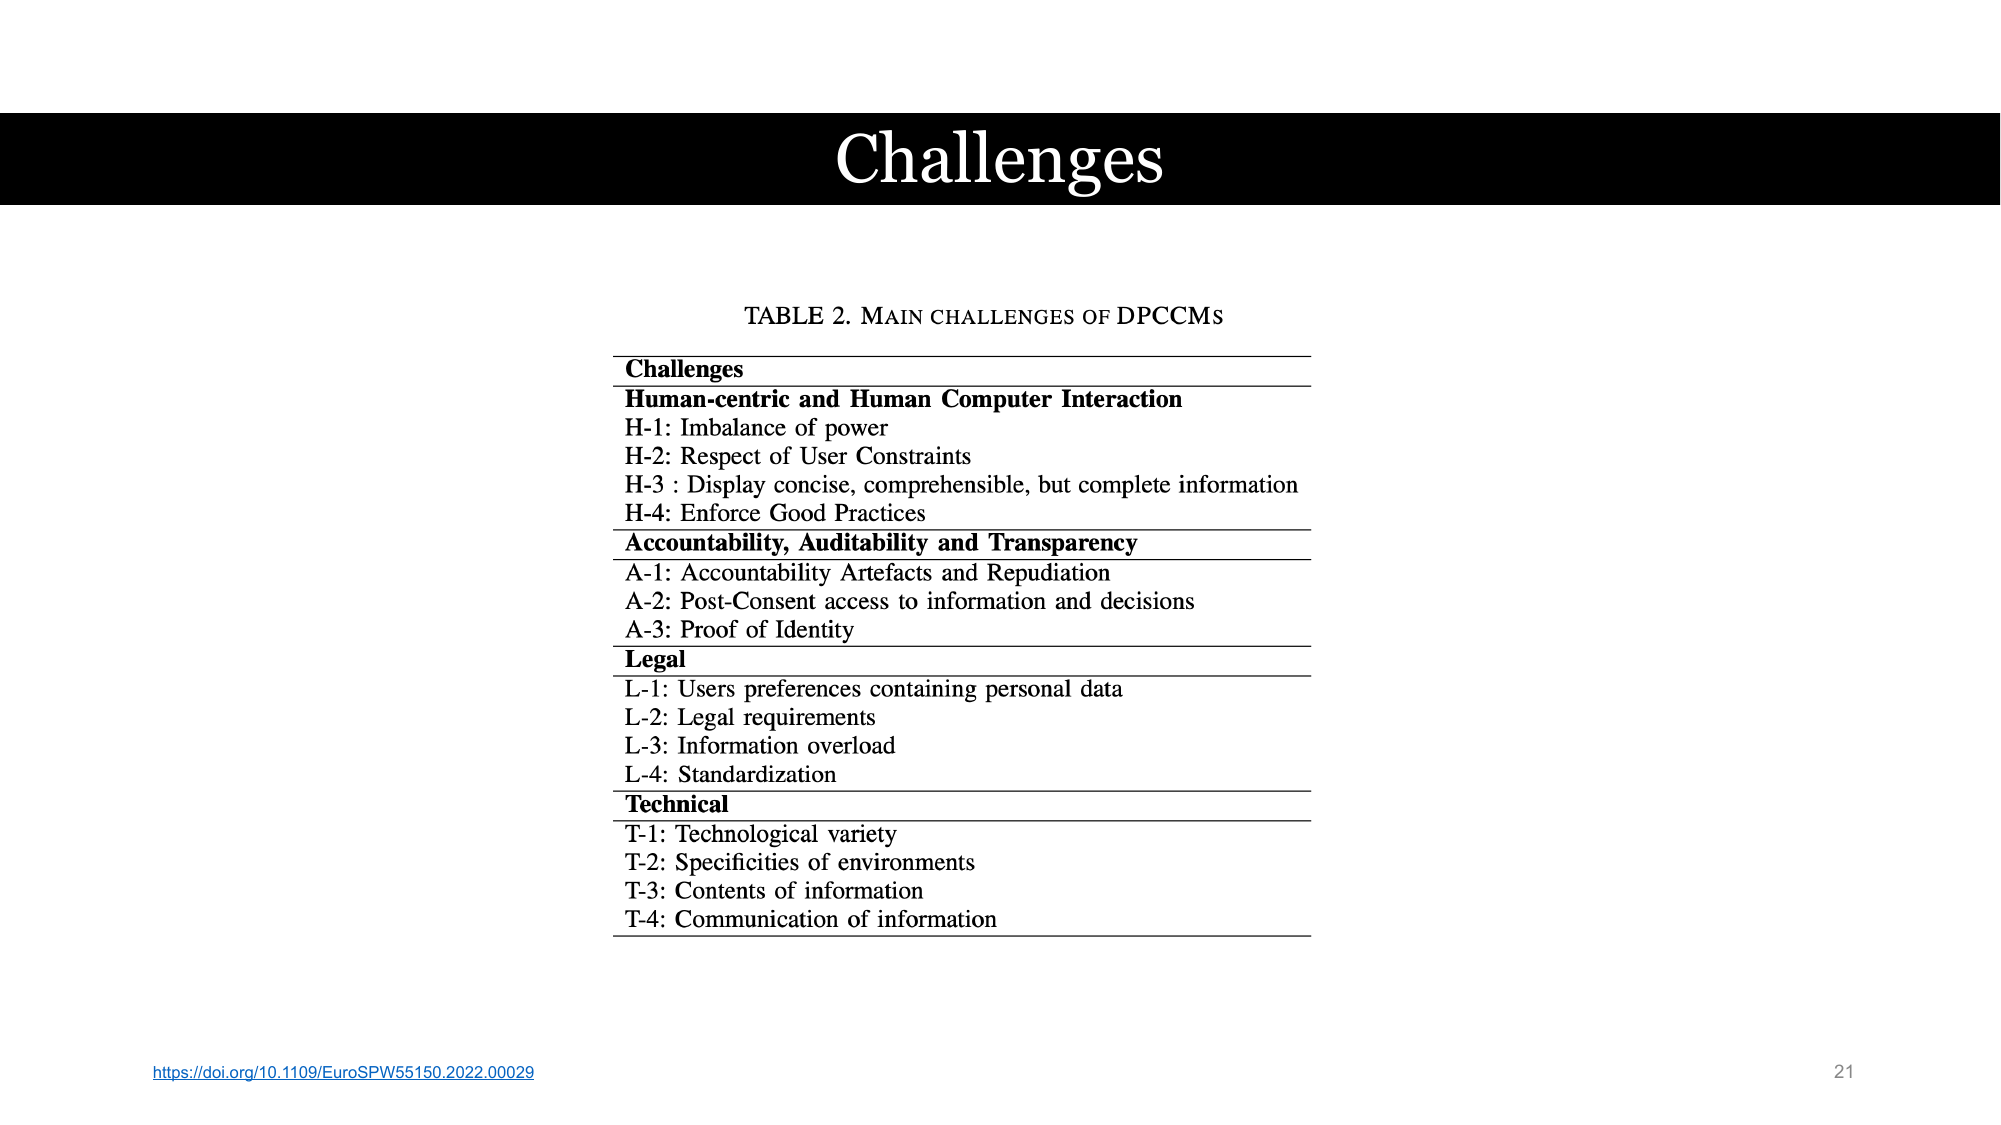 Challenges
TABLE 2. MAIN CHALLENGES OF DPCCMS
Challenges
Human-centric and Human Computer Interaction
H-1: Imbalance of power
H-2: Respect of User Constraints
H-3 : Display concise, comprehensible, but complete information
H-4: Enforce Good Practices
Accountability, Auditability and Transparency
A-1: Accountability Artefacts and Repudiation
A-2: Post-Consent access to information and decisions
A-3: Proof of Identity
Legal
L-1: Users preferences containing personal data
L-2: Legal requirements
L-3: Information overload
L-4: Standardization
Technical
T-1: Technological variety
T-2: Specificities of environments
T-3: Contents of information
T-4: Communication of information
https://doi.org/10.1109/EuroSPW55150.2022.00029
21